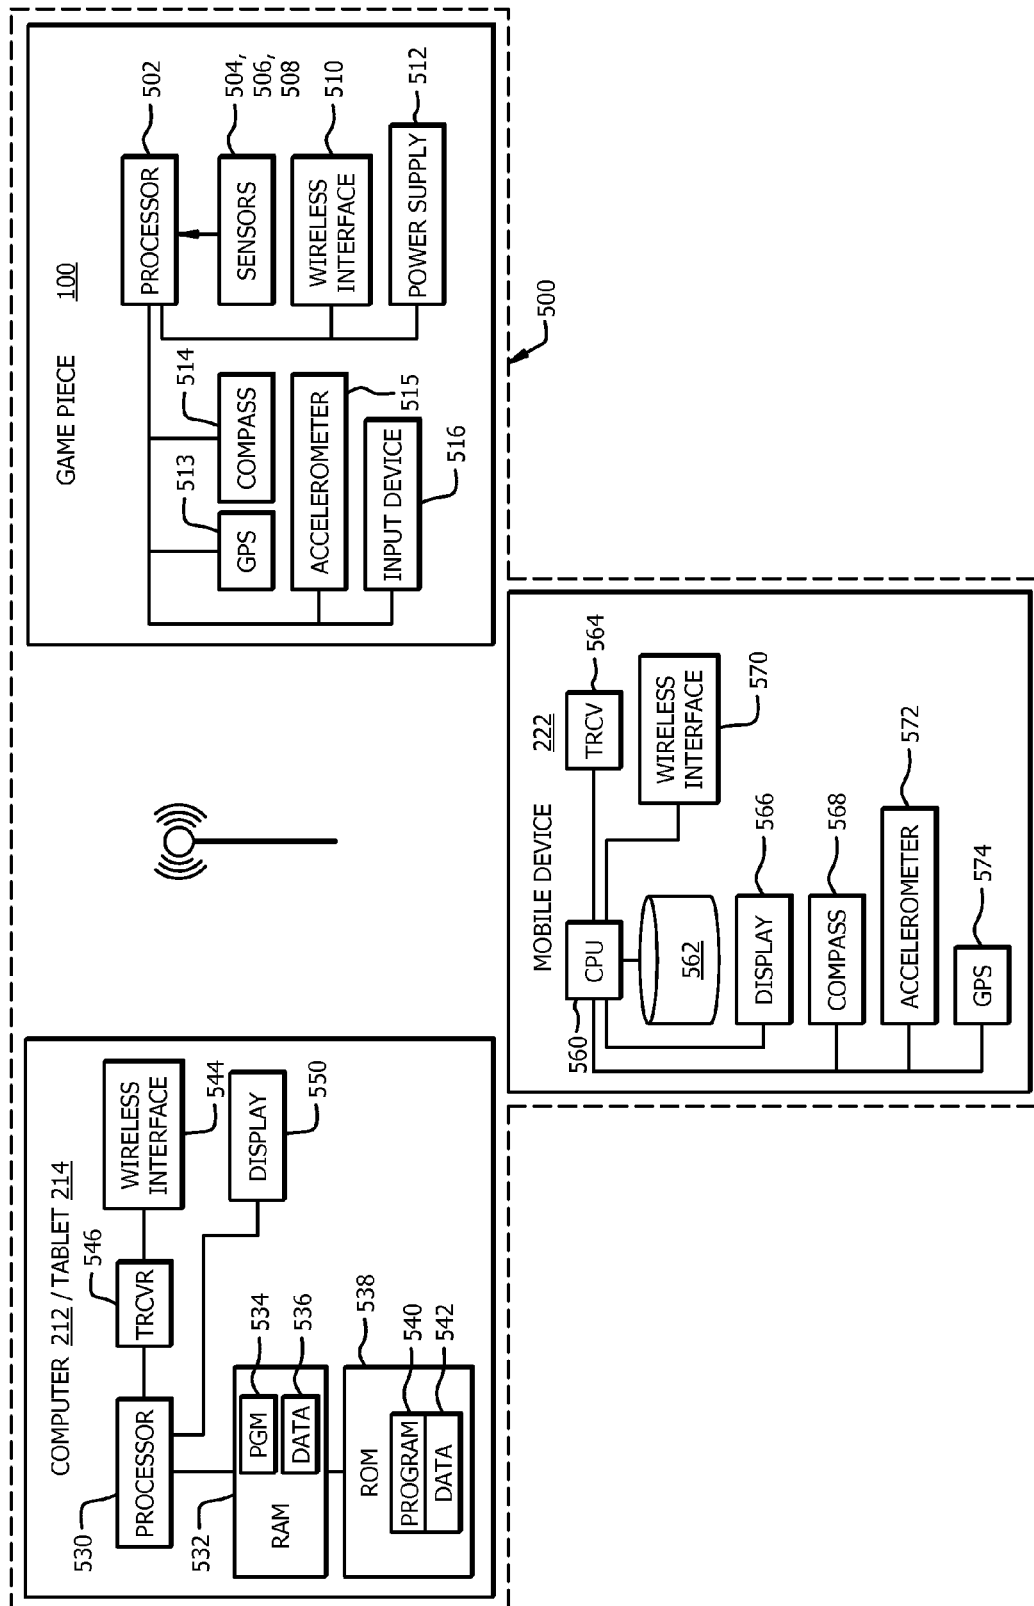 COMPUTER 212 / TABLET 214
530
PROCESSOR
546
TRCVR
WIRELESS
INTERFACE
544
DISPLAY
550
532
RAM
PGM
534
DATA
536
ROM
538
PROGRAM
540
DATA
542
GAME PIECE
100
PROCESSOR
502
SENSORS
504,
506,
508
WIRELESS
INTERFACE
510
POWER SUPPLY
512
513
GPS
514
COMPASS
ACCELEROMETER
515
INPUT DEVICE
516
500
MOBILE DEVICE
222
560
CPU
TRCV
564
562
WIRELESS
INTERFACE
570
DISPLAY
566
COMPASS
568
ACCELEROMETER
572
GPS
574